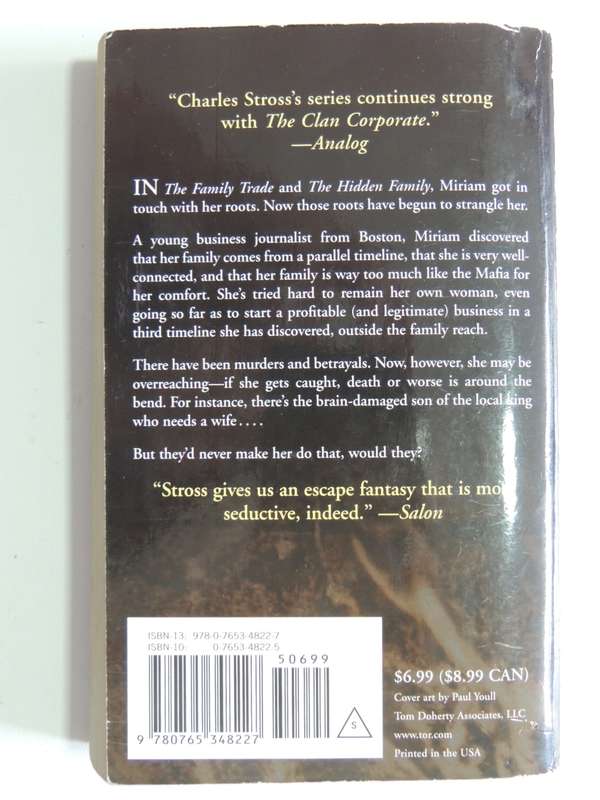 “Charles Stross’s series continues strong
with The Clan Corporate.”
—Analog
IN The Family Trade and The Hidden Family, Miriam got in
touch with her roots. Now those roots have begun to strangle her.
A young business journalist from Boston, Miriam discovered
that her family comes from a parallel timeline, that she is very well-
connected, and that her family is way too much like the Mafia for
her comfort. She’s tried hard to remain her own woman, even
going so far as to start a profitable (and legitimate) business in a
third timeline she has discovered, outside the family reach.
There have been murders and betrayals. Now, however, she may be
overreaching—if she gets caught, death or worse is around the
bend. For instance, there’s the brain-damaged son of the local king
who needs a wife . . . .
But they’d never make her do that, would they?
“Stross gives us an escape fantasy that is
seductive, indeed.” —Salon
ISBN-13: 978-0-7653-4822-7
ISBN-10: 0-7653-4822-5
50699
9 780765 348227
S
$6.99 ($8.99 CAN)
Cover art by Paul Youll
Tom Doherty Associates, LLC
www.tor.com
Printed in the USA